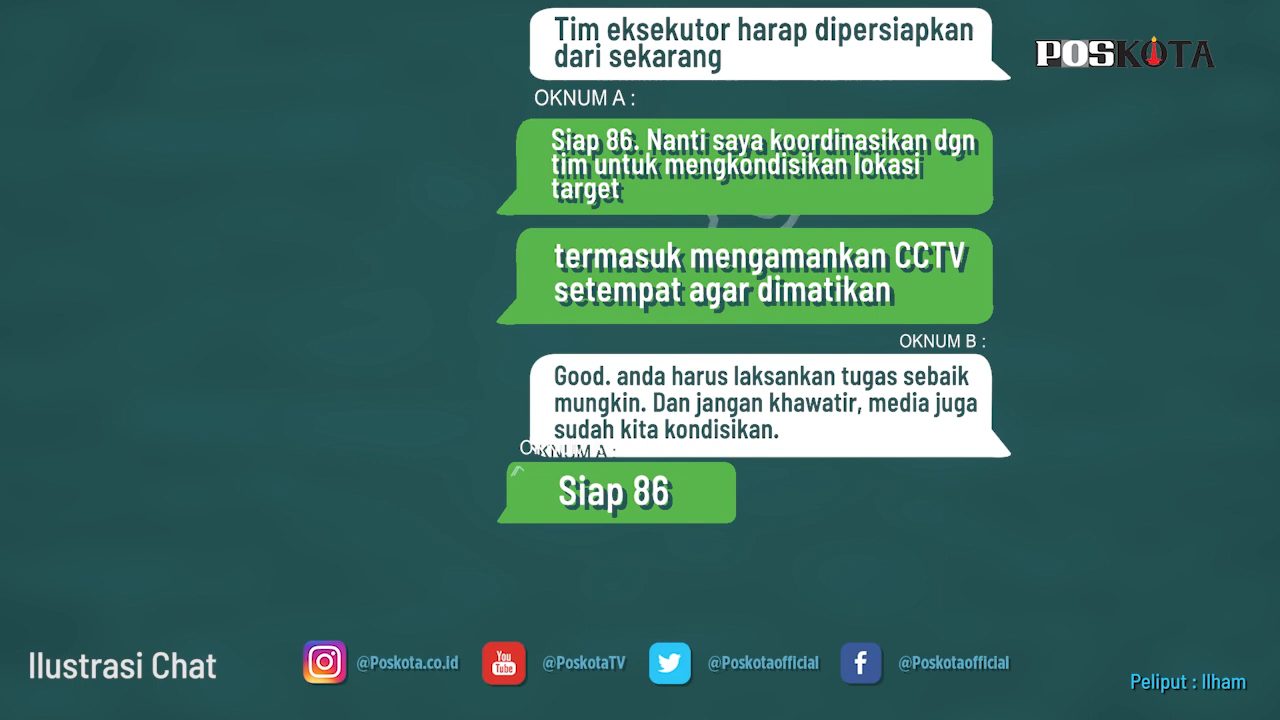 Tim eksekutor harap dipersiapkan
dari sekarang
POSKOTA
OKNUM A :
Siap 86. Nanti saya koordinasikan dgn
tim untuk mengkondisikan lokasi
target
termasuk mengamankan CCTV
setempat agar dimatikan
OKNUM B :
Good. anda harus laksankan tugas sebaik
mungkin. Dan jangan khawatir, media juga
sudah kita kondisikan.
OKNUM A :
Siap 86
Ilustrasi Chat
You
Tube
@Poskota.co.id
@PoskotaTV
@Poskotaofficial
@Poskotaofficial
Peliput : Ilham